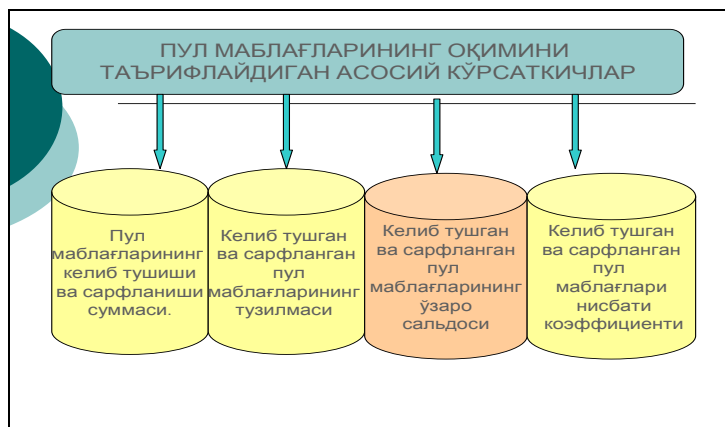 ПУЛ МАБЛАҒЛАРИНИНГ ОҚИМИНИ
ТАЪРИФЛАЙДИГАН АСОСИЙ КЎРСАТКИЧЛАР
Пул
маблағларининг
келиб тушиши
ва сарфланиши
суммаси.
Келиб тушган
ва сарфланган
пул
маблағларининг
тузилмаси
Келиб тушган
ва сарфланган
пул
маблағларининг
ўзаро
сальдоси
Келиб тушган
ва сарфланган
пул
маблағлари
нисбати
коэффициенти